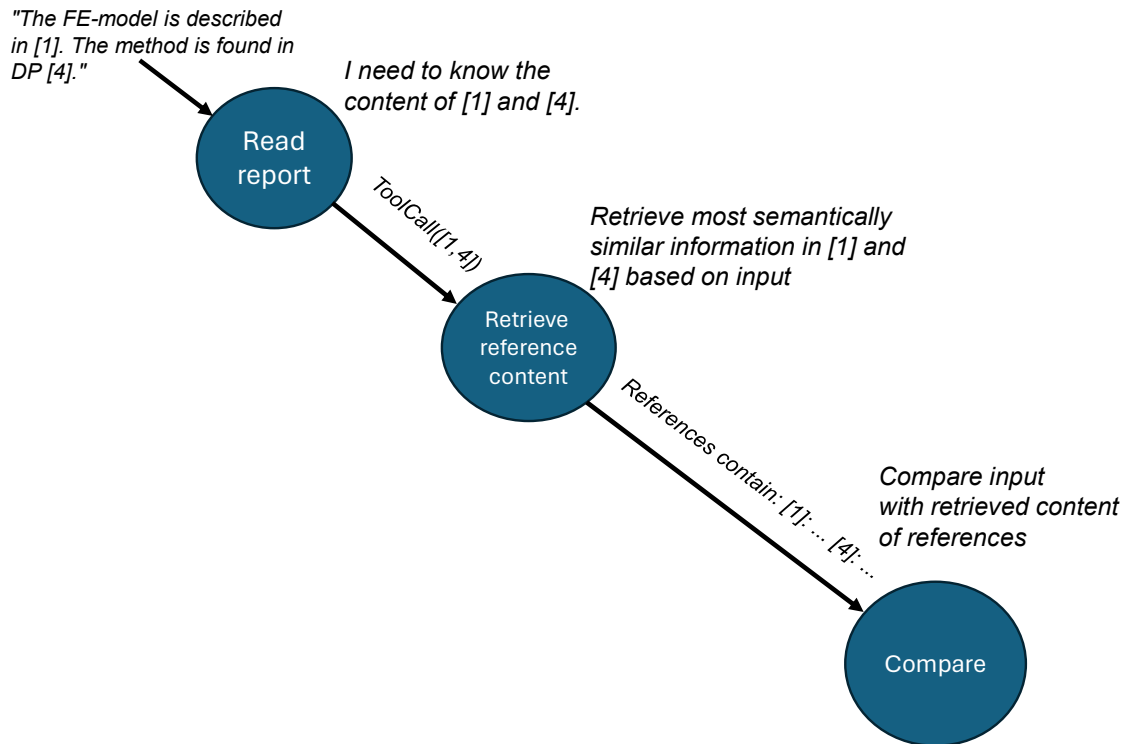 "The FE-model is described
in [1]. The method is found in
DP [4]."
I need to know the
content of [1] and [4].
Read
report
ToolCall([1,4])
Retrieve most semantically
similar information in [1] and
[4] based on input
Retrieve
reference
content
References contain: [1]: ... [4]: ...
Compare input
with retrieved content
of references
Compare